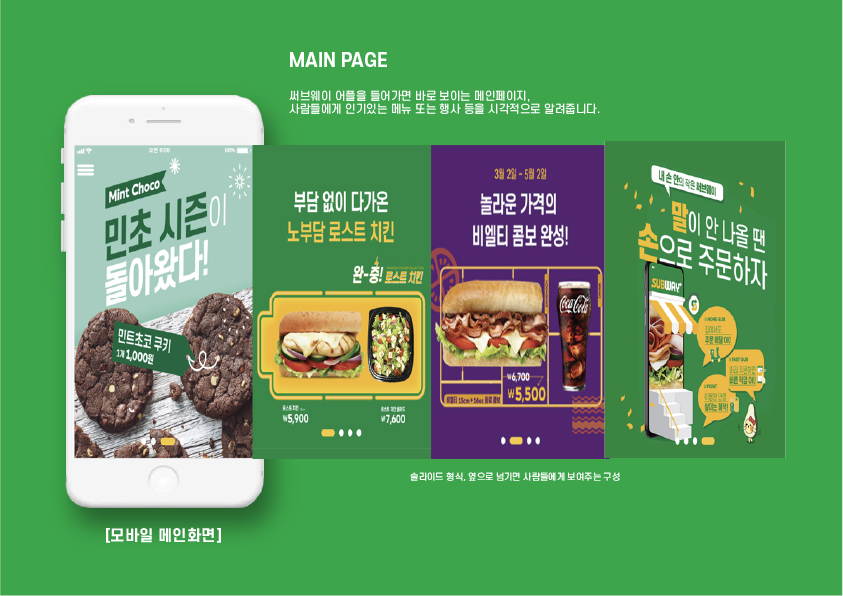 MAIN PAGE
써브웨이 어플을 들어가면 바로 보이는 메인페이지,
사람들에게 인기있는 메뉴 또는 행사 등을 시각적으로 알려줍니다.
Mint Choco
민초 시즌이
돌아왔다!
민트초코 쿠키
1개 1,000원
부담 없이 다가온
노부담 로스트 치킨
완-중! 로스트 치킨
₩5,900
₩7,600
3월 2일 - 5월 2일
놀라운 가격의
비엘티 콤보 완성!
Coca-Cola
₩6,700
₩5,500
비엘티 15cm + 16oz
내 손 안의 작은 써브웨이
말이 안 나올 땐
손으로 주문하자
SUBWAY
슬라이드 형식, 옆으로 넘기면 사람들에게 보여주는 구성
[모바일 메인화면]